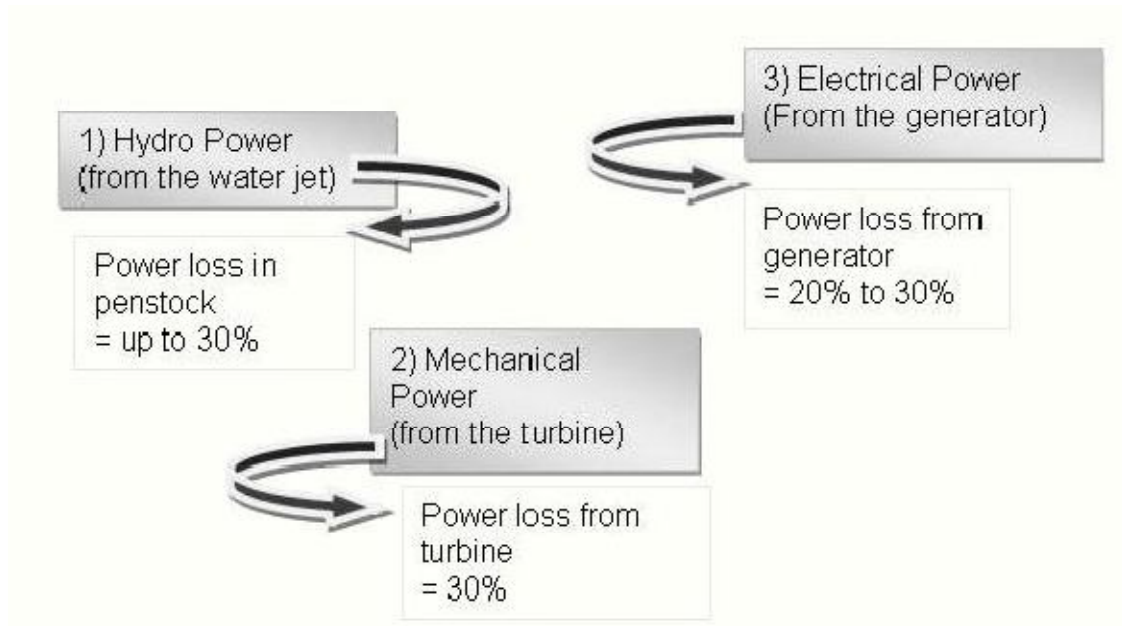 1) Hydro Power
(from the water jet)
Power loss in
penstock
= up to 30%
2) Mechanical
Power
(from the turbine)
Power loss from
turbine
= 30%
3) Electrical Power
(From the generator)
Power loss from
generator
= 20% to 30%